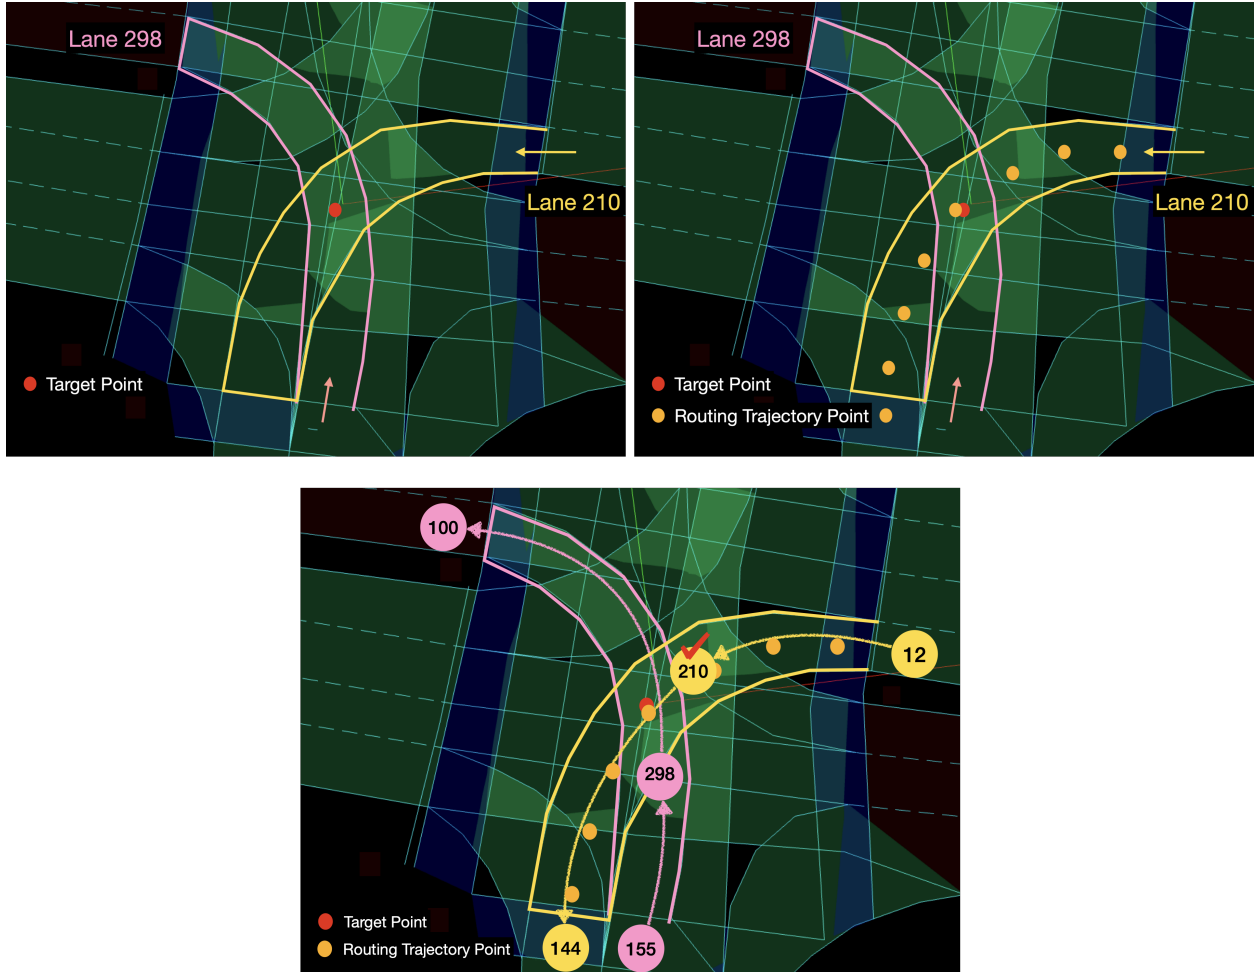 Lane 298
Lane 210
Target Point
Lane 298
Lane 210
Target Point
Routing Trajectory Point
100
12
210
298
Target Point
Routing Trajectory Point
144
155